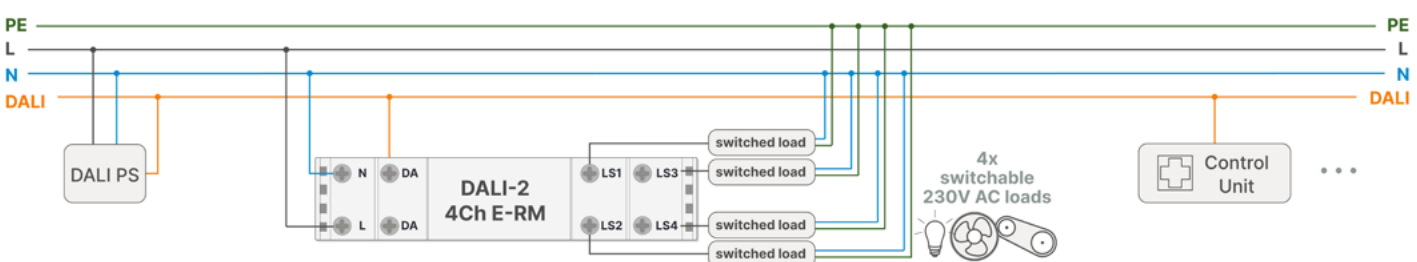 PE
PE
L
L
N
N
DALI
DALI
DALI PS
N
DA
L
DA
DALI-2
4Ch E-RM
LS1
LS3
LS2
LS4
switched load
switched load
switched load
switched load
4x
switchable
230V AC loads
Control
Unit